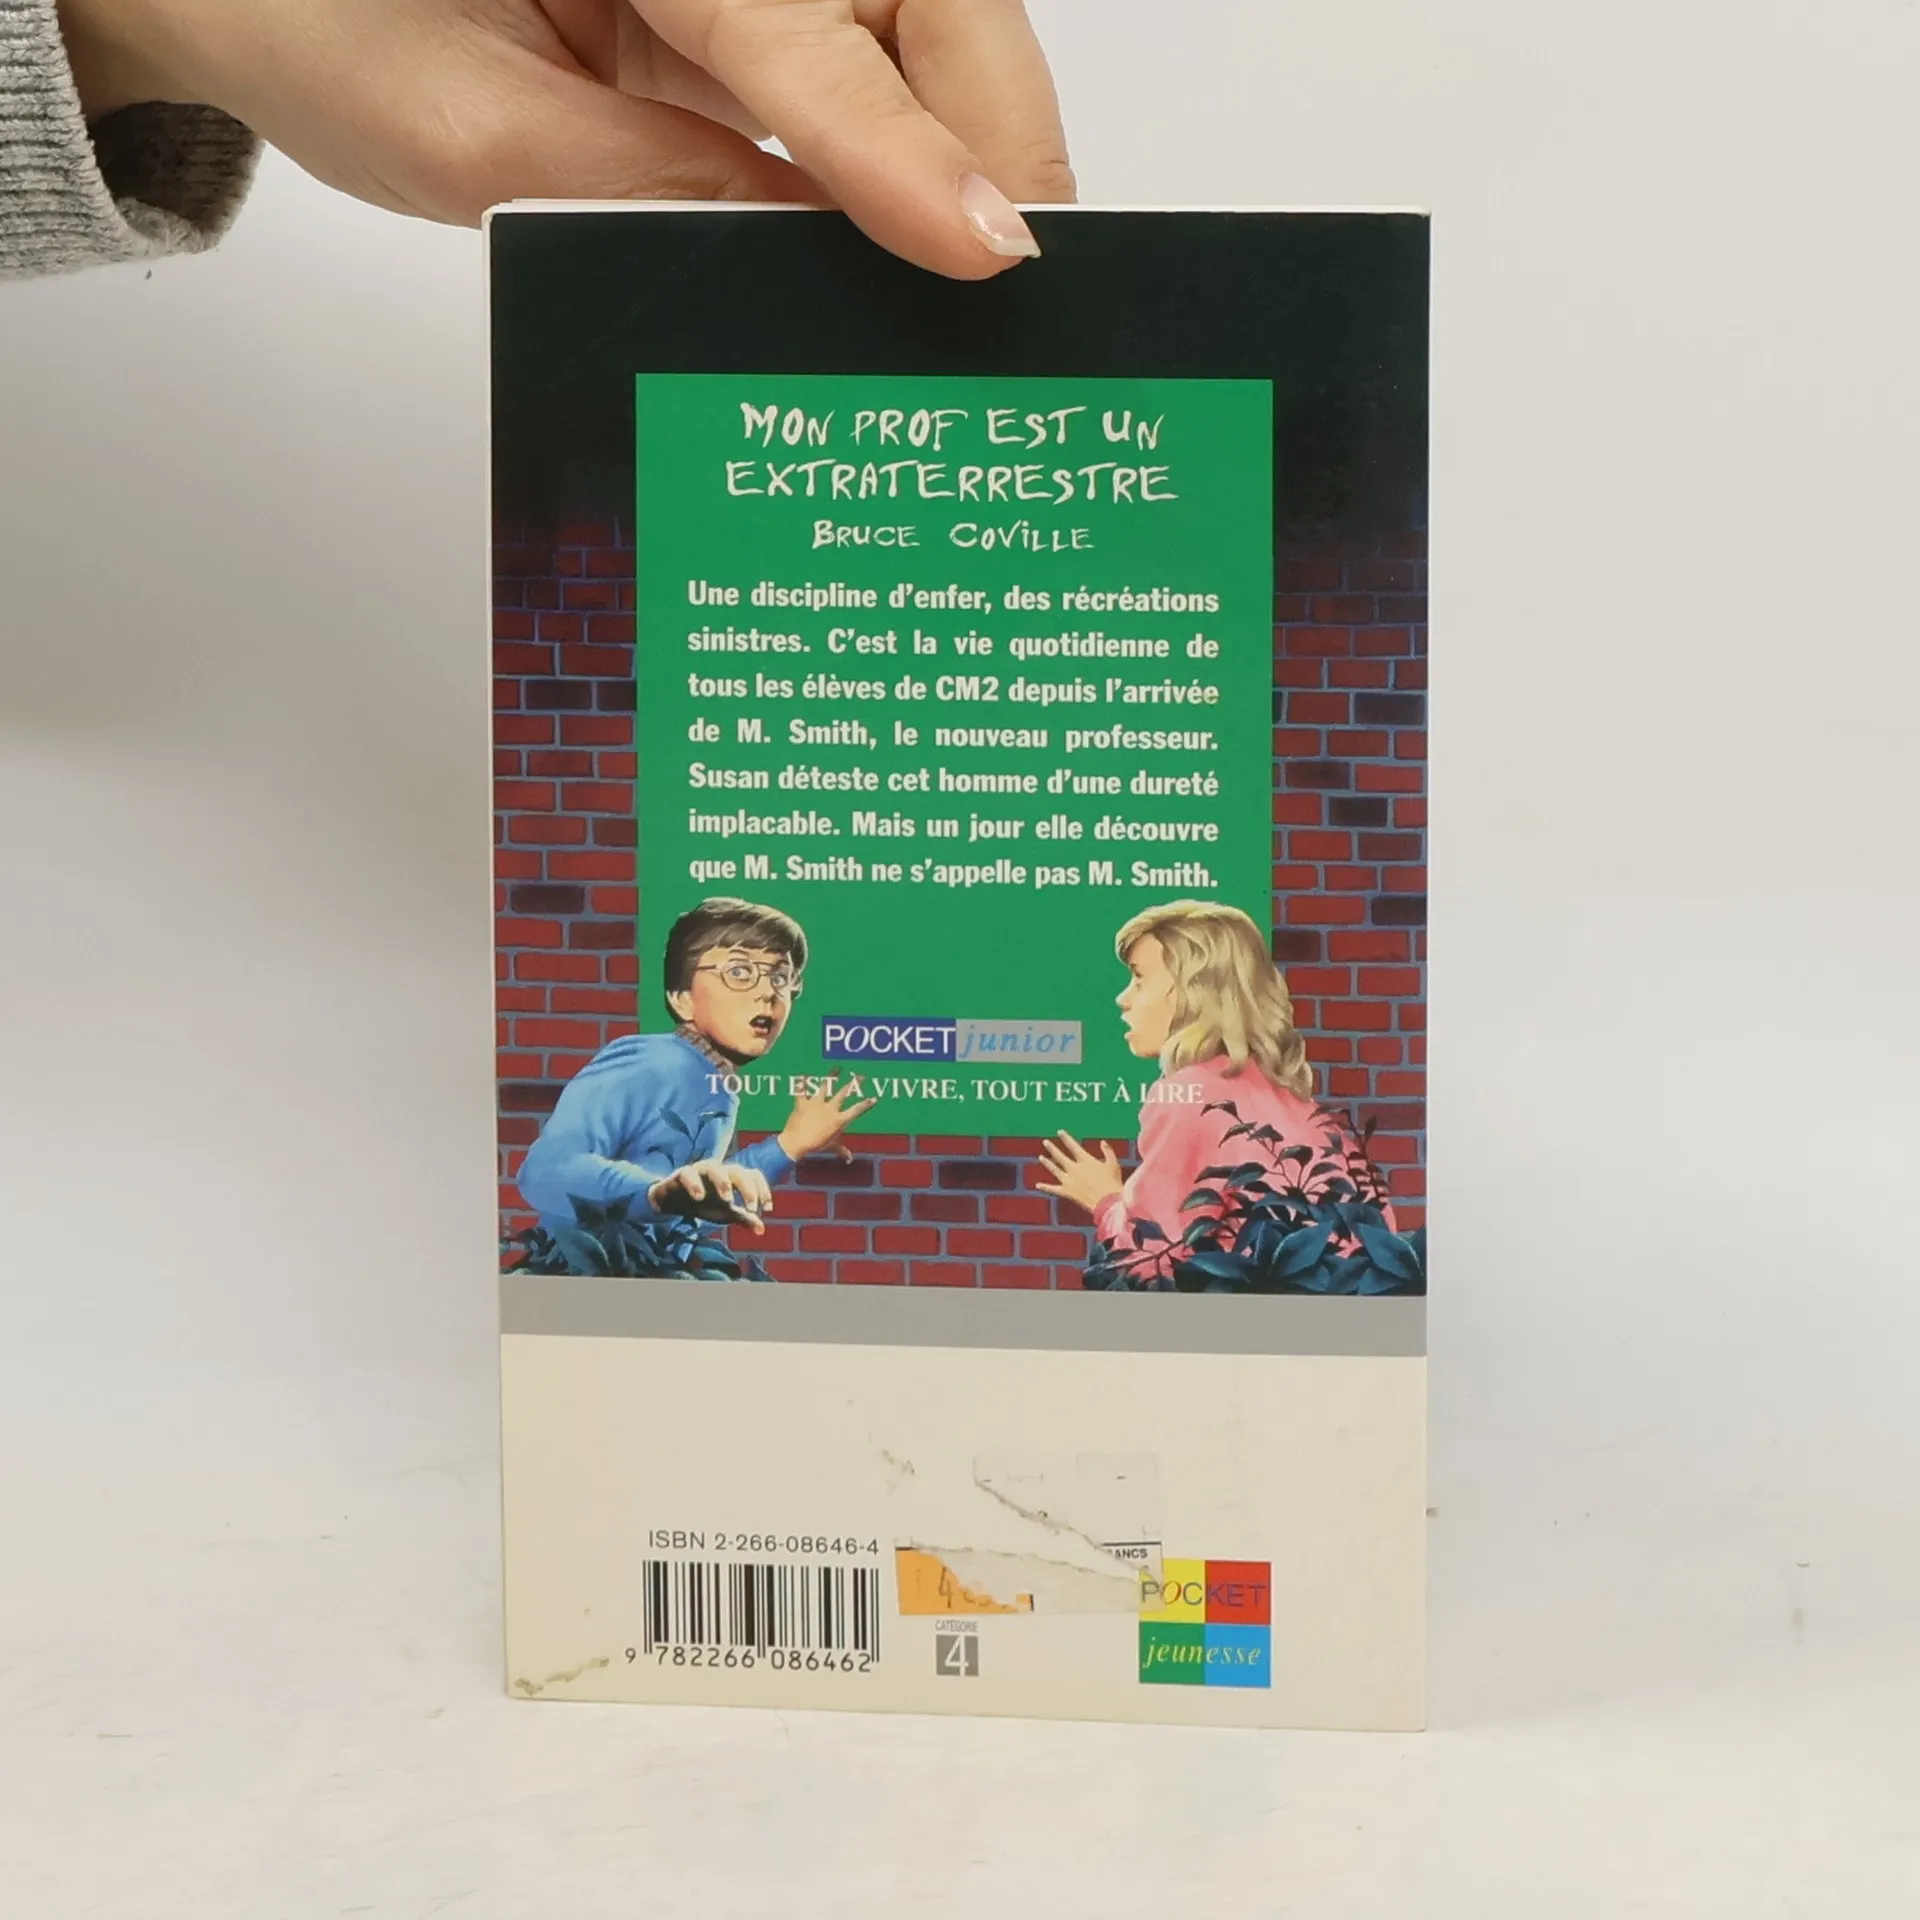 MON PROF EST UN
EXTRATERRESTRE
BRUCE COVILLE
Une discipline d'enfer, des récréations
sinistres. C'est la vie quotidienne de
tous les élèves de CM2 depuis l'arrivée
de M. Smith, le nouveau professeur.
Susan déteste cet homme d'une dureté
implacable. Mais un jour elle découvre
que M. Smith ne s'appelle pas M. Smith.
POCKET junior
TOUT EST À VIVRE, TOUT EST À LIRE
ISBN 2-266-08646-4
9 782266 086462
CATÉGORIE
4
POCKET
jeunesse